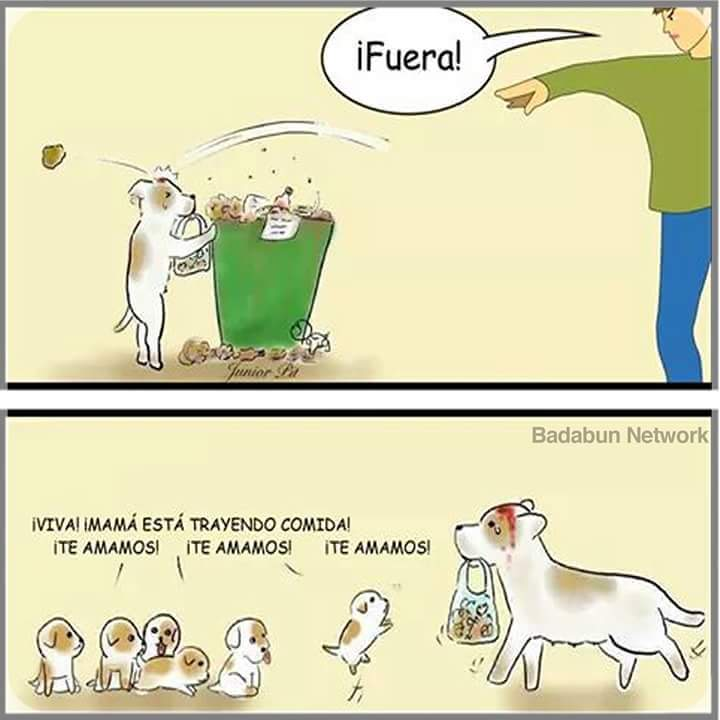 ¡Fuera!
Junior Pa
Badabun Network
¡VIVA! ¡MAMÁ ESTÁ TRAYENDO COMIDA!
¡TE AMAMOS! ¡TE AMAMOS! ¡TE AMAMOS!